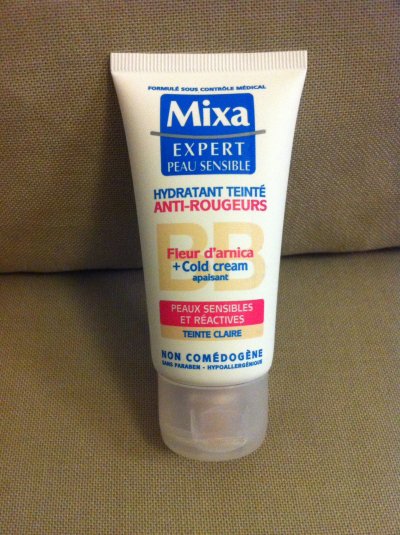 FORMULÉ SOUS CONTRÔLE MÉDICAL
Mixa
EXPERT
PEAU SENSIBLE
HYDRATANT TEINTÉ
ANTI-ROUGEURS
BB
Fleur d'arnica
+ Cold cream
apaisant
PEAUX SENSIBLES
ET RÉACTIVES
TEINTE CLAIRE
NON COMÉDOGÈNE
SANS PARABEN - HYPOALLERGÉNIQUE